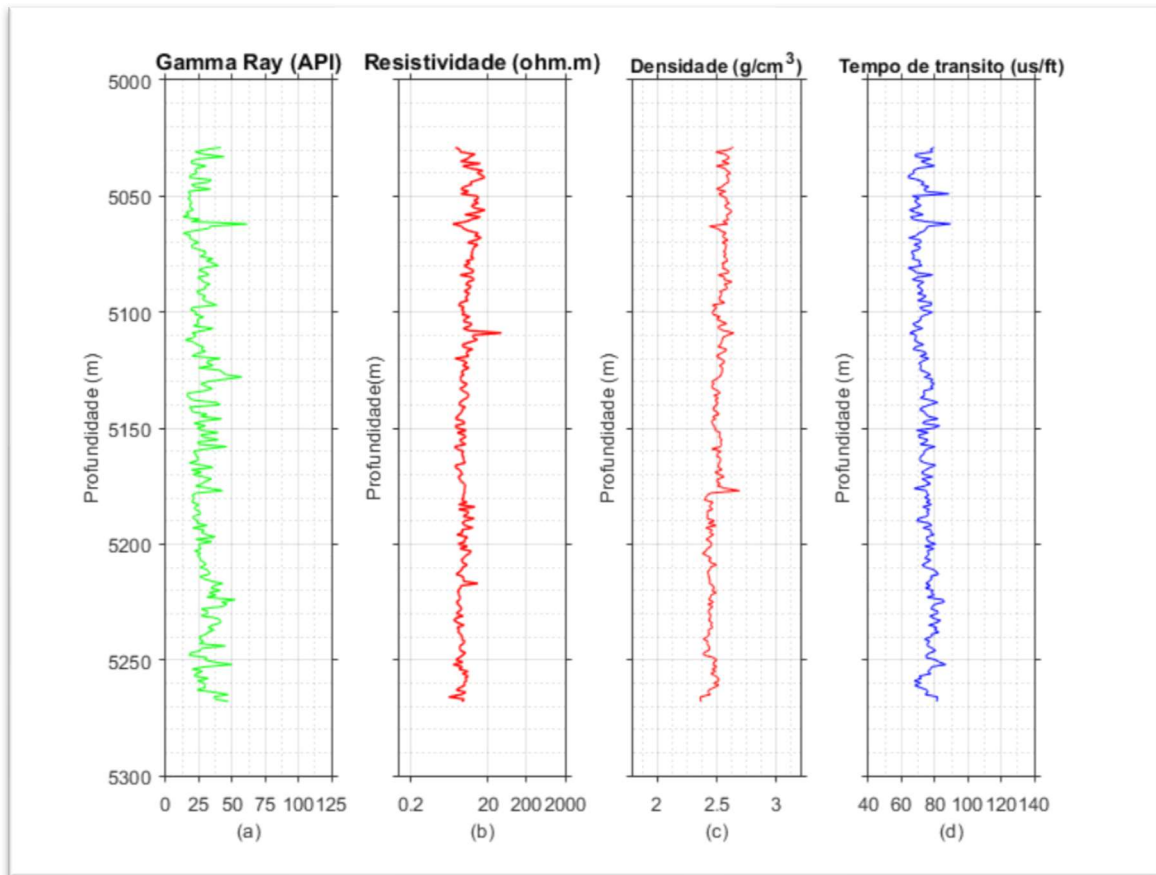 Gamma Ray (API)
Resistividade (ohm.m)
Densidade (g/cm³)
Tempo de transito (us/ft)
5000
5050
5100
5150
5200
5250
5300
Profundidade (m)
Profundidade(m)
Profundidade (m)
Profundidade (m)
0 25 50 75 100 125
0.2 20 200 2000
2 2.5 3
40 60 80 100 120 140
(a)
(b)
(c)
(d)